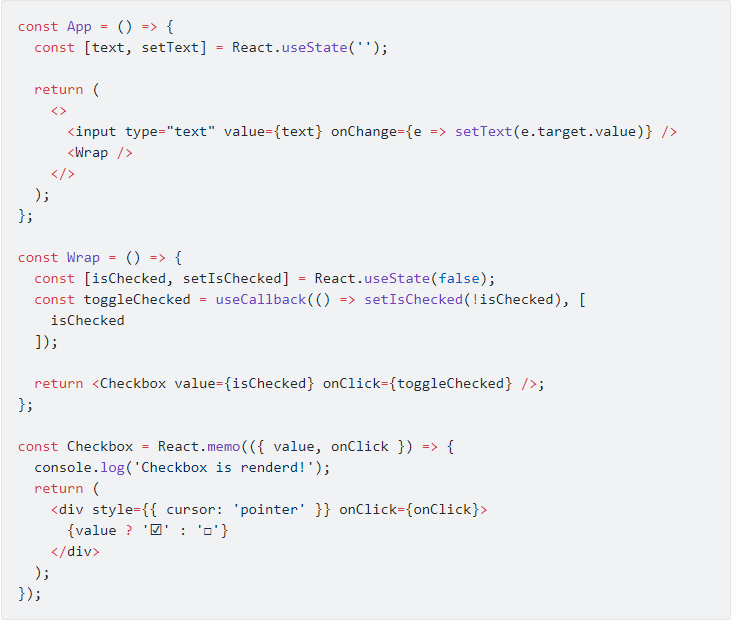 const App = () => {
  const [text, setText] = React.useState('');

  return (
    <>
      <input type="text" value={text} onChange={e => setText(e.target.value)} />
      <Wrap />
    </>
  );
};

const Wrap = () => {
  const [isChecked, setIsChecked] = React.useState(false);
  const toggleChecked = useCallback(() => setIsChecked(!isChecked), [
    isChecked
  ]);

  return <Checkbox value={isChecked} onClick={toggleChecked} />;
};

const Checkbox = React.memo(({ value, onClick }) => {
  console.log('Checkbox is renderd!');
  return (
    <div style={{ cursor: 'pointer' }} onClick={onClick}>
      {value ? '☑' : '□'}
    </div>
  );
});